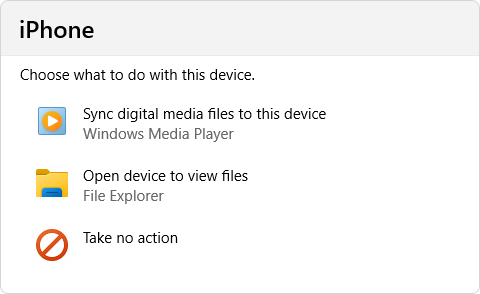 iPhone
Choose what to do with this device.
Sync digital media files to this device
Windows Media Player
Open device to view files
File Explorer
Take no action